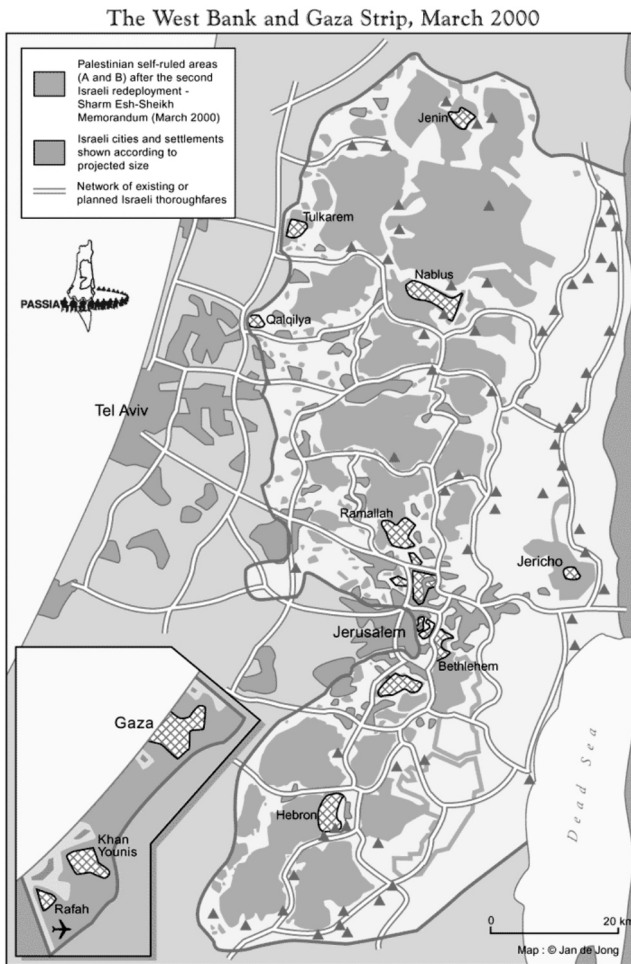 The West Bank and Gaza Strip, March 2000
Palestinian self-ruled areas
(A and B) after the second
Israeli redeployment -
Sharm Esh-Sheikh
Memorandum (March 2000)
Israeli cities and settlements
shown according to
projected size
Network of existing or
planned Israeli thoroughfares
Jenin
Tulkarem
PASSIA
Nablus
Qalqilya
Tel Aviv
Ramallah
Jericho
Jerusalem
Bethlehem
Gaza
Dead Sea
Hebron
Khan
Younis
Rafah
0 20 km
Map : © Jan de Jong